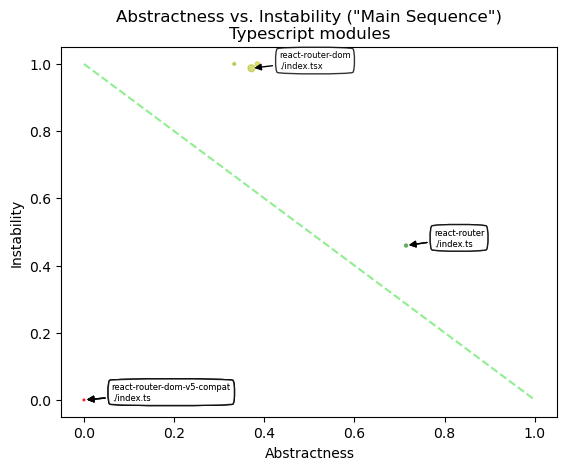 Abstractness vs. Instability ("Main Sequence")
Typescript modules
1.0
0.8
0.6
0.4
0.2
0.0
Instability
react-router-dom
./index.tsx
react-router
./index.ts
react-router-dom-v5-compat
./index.ts
0.0
0.2
0.4
0.6
0.8
1.0
Abstractness